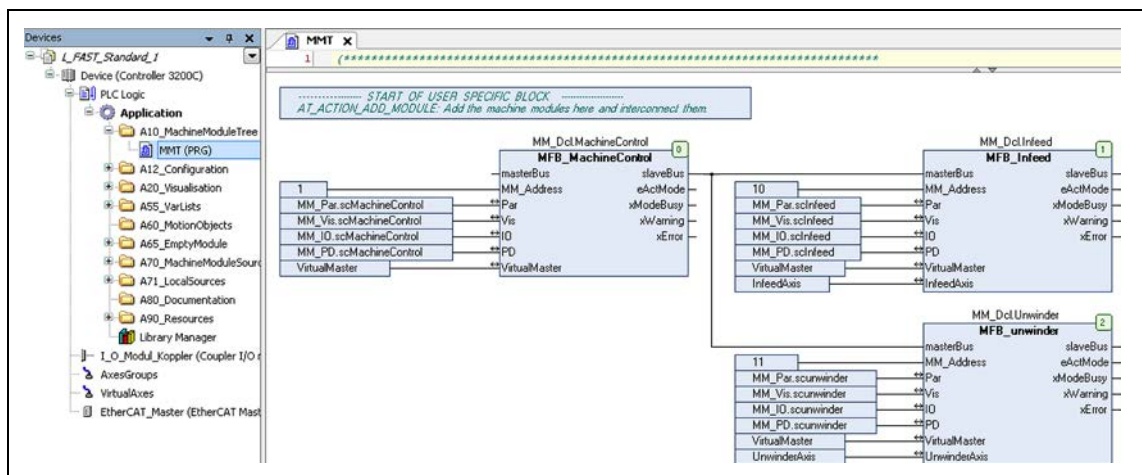 Devices
L_FAST_Standard_1
Device (Controller 3200C)
PLC Logic
Application
A10_MachineModuleTree
MMT (PRG)
A12_Configuration
A20_Visualisation
A55_VarLists
A60_MotionObjects
A65_EmptyModule
A70_MachineModuleSourc
A71_LocalSources
A80_Documentation
A90_Resources
Library Manager
I_O_Modul_Koppler (Coupler I/O r
AxesGroups
VirtualAxes
EtherCAT_Master (EtherCAT Mast
MMT
1
----------------- START OF USER SPECIFIC BLOCK -----------------
AT_ACTION_ADD_MODULE: Add the machine modules here and interconnect them.
MM_Dcl.MachineControl
MFB_MachineControl
0
masterBus slaveBus
1 MM_Address eActMode
MM_Par.scMachineControl Par xModeBusy
MM_Vis.scMachineControl Vis xWarning
MM_IO.scMachineControl IO xError
MM_PD.scMachineControl PD
VirtualMaster VirtualMaster
MM_Dcl.Infeed
MFB_Infeed
1
masterBus slaveBus
10 MM_Address eActMode
MM_Par.scInfeed Par xModeBusy
MM_Vis.scInfeed Vis xWarning
MM_IO.scInfeed IO xError
MM_PD.scInfeed PD
VirtualMaster VirtualMaster
InfeedAxis InfeedAxis
MM_Dcl.Unwinder
MFB_unwinder
2
masterBus slaveBus
11 MM_Address eActMode
MM_Par.scunwinder Par xModeBusy
MM_Vis.scunwinder Vis xWarning
MM_IO.scunwinder IO xError
MM_PD.scunwinder PD
VirtualMaster VirtualMaster
UnwinderAxis UnwinderAxis